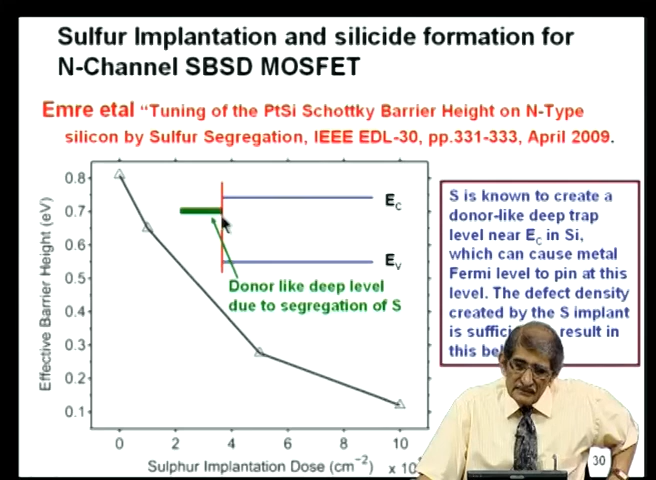 Sulfur Implantation and silicide formation for
N-Channel SBSD MOSFET
Emre etal "Tuning of the PtSi Schottky Barrier Height on N-Type
silicon by Sulfur Segregation, IEEE EDL-30, pp.331-333, April 2009.
Effective Barrier Height (eV)
0.8
0.7
0.6
0.5
0.4
0.3
0.2
0.1
Ec
Ev
Donor like deep level
due to segregation of S
0 2 4 6 8 10
Sulphur Implantation Dose (cm⁻²) x 10
S is known to create a
donor-like deep trap
level near Ec in Si,
which can cause metal
Fermi level to pin at this
level. The defect density
created by the S implant
is result in
this
30